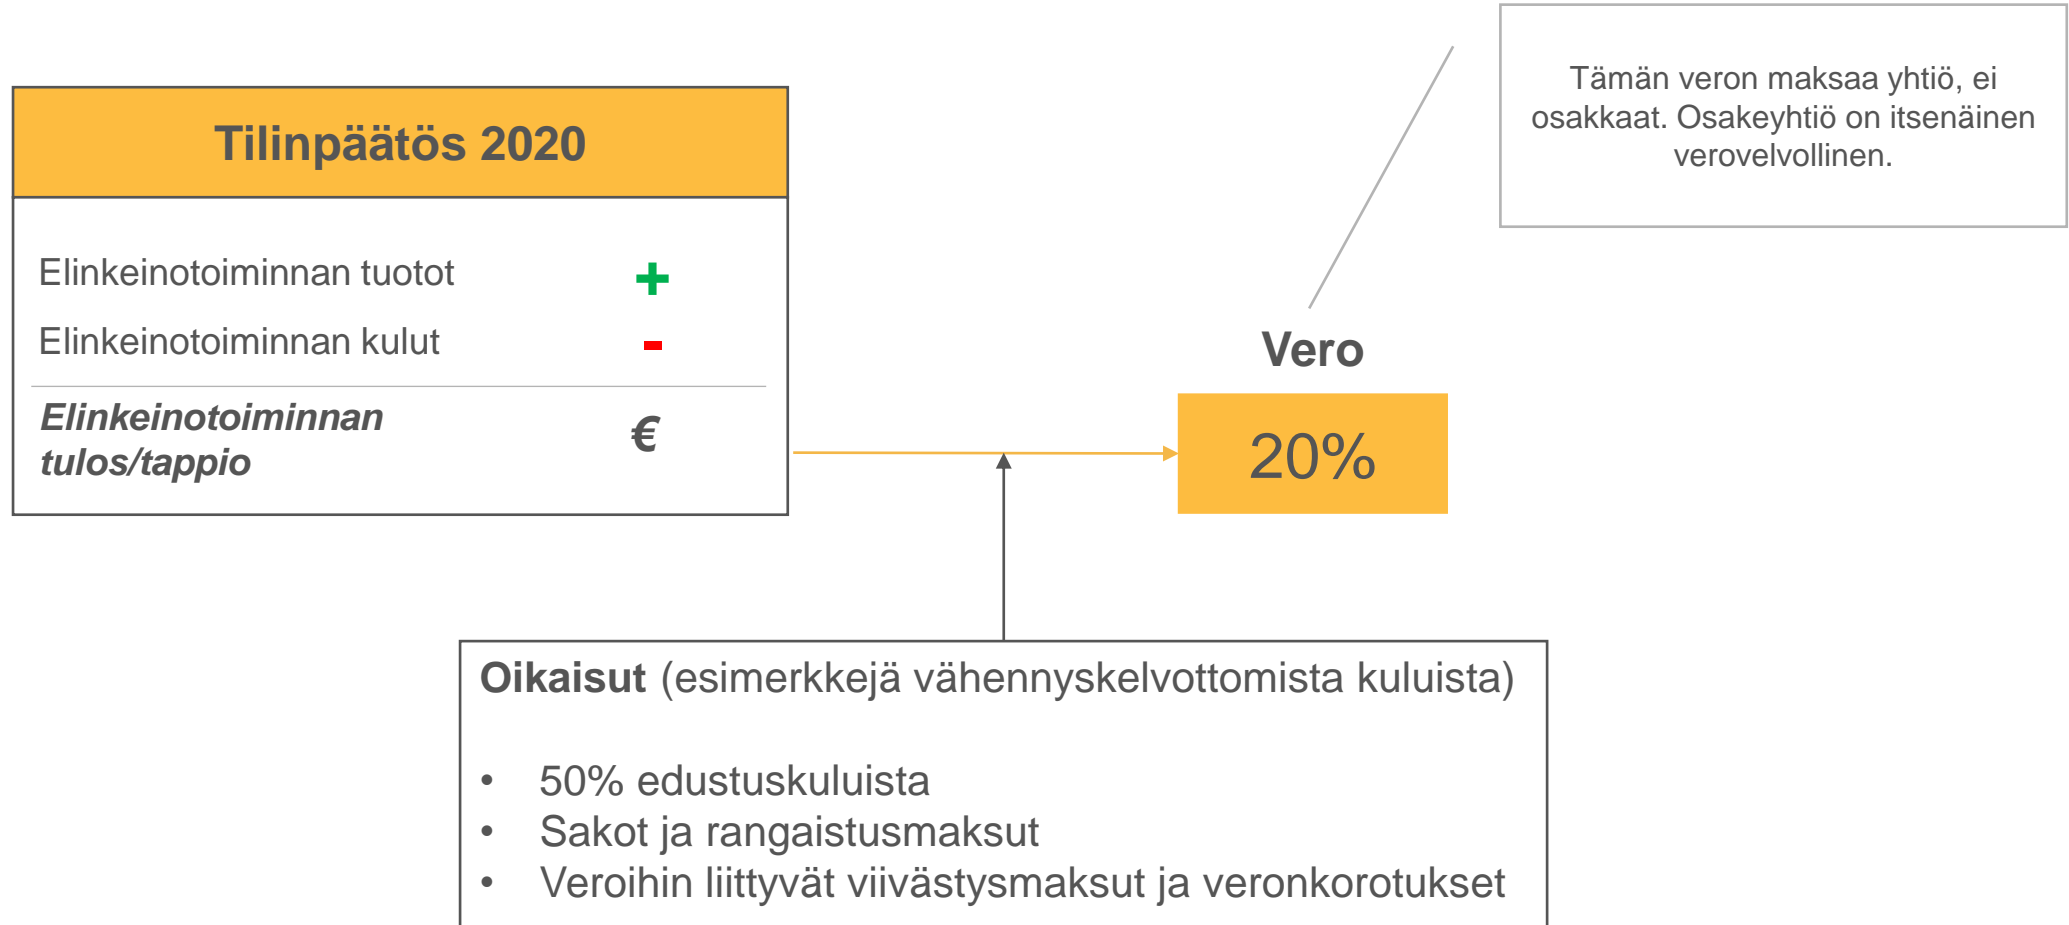 Tilinpäätös 2020
Elinkeinotoiminnan tuotot +
Elinkeinotoiminnan kulut -
Elinkeinotoiminnan
tulos/tappio €
Tämän veron maksaa yhtiö, ei
osakkaat. Osakeyhtiö on itsenäinen
verovelvollinen.
Vero
20%
Oikaisut (esimerkkejä vähennyskelvottomista kuluista)
• 50% edustuskuluista
• Sakot ja rangaistusmaksut
• Veroihin liittyvät viivästysmaksut ja veronkorotukset